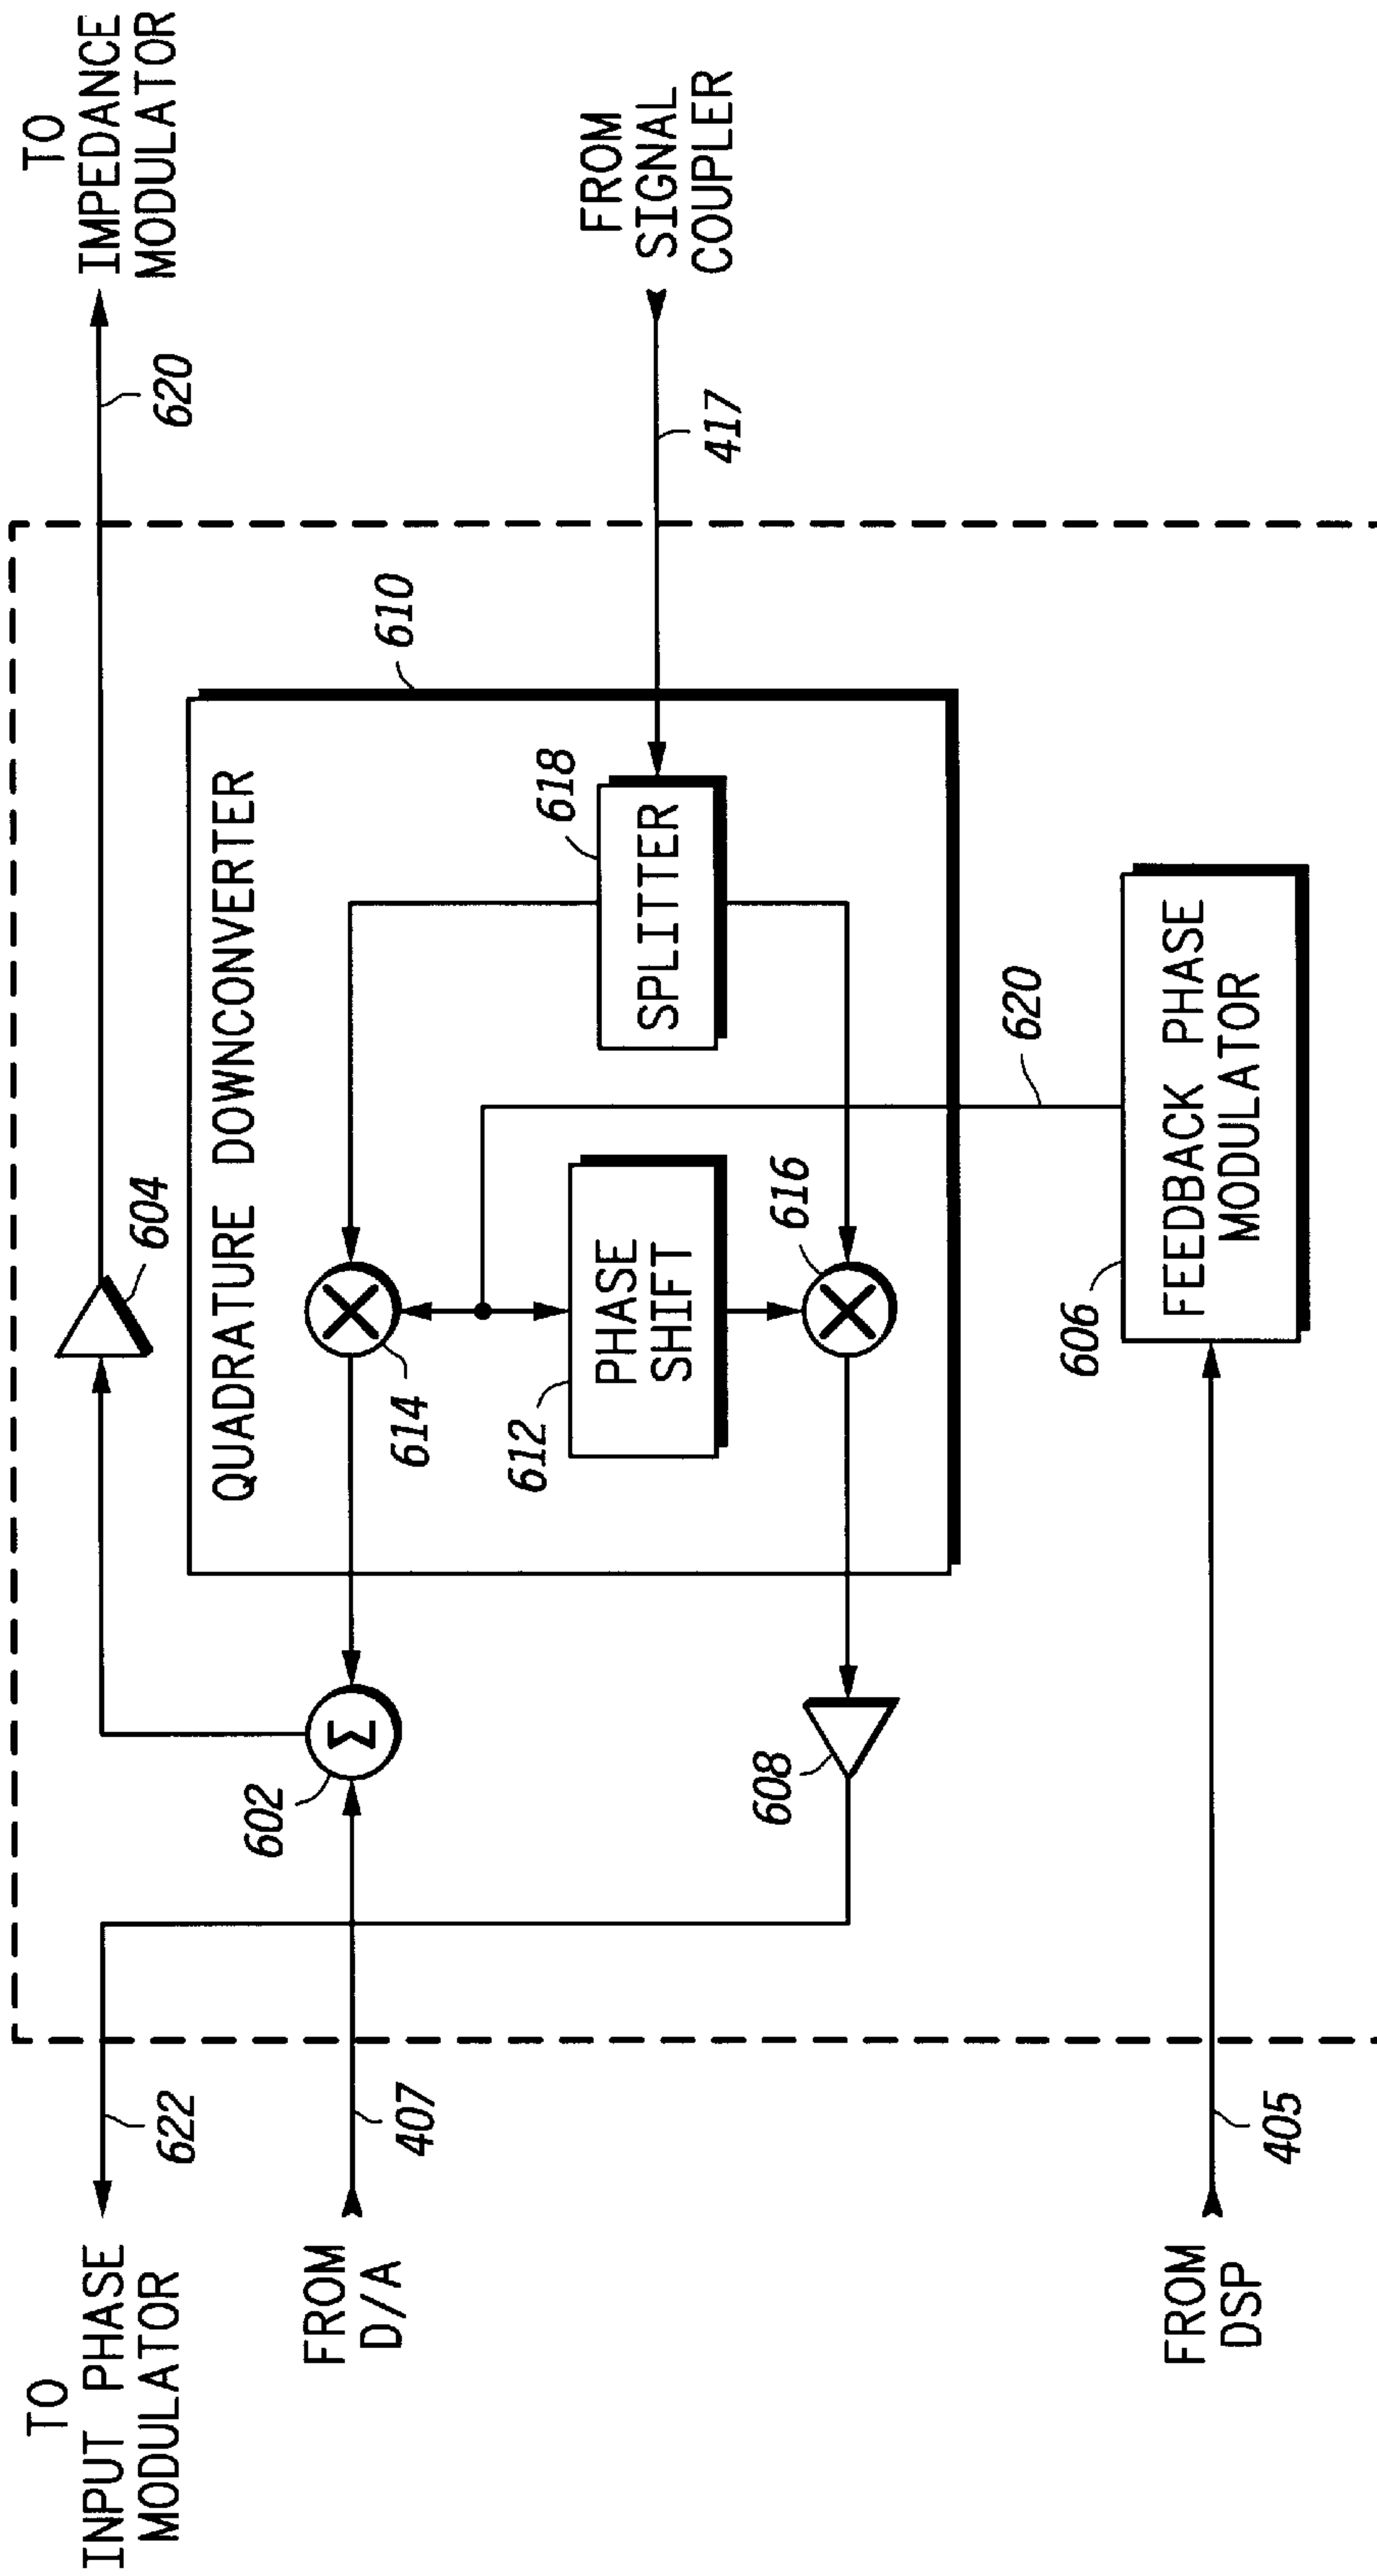 TO
INPUT PHASE
MODULATOR
622
FROM
D/A
407
FROM
DSP
405
602
Σ
604
608
QUADRATURE DOWNCONVERTER
610
614
612
PHASE
SHIFT
616
618
SPLITTER
620
606
FEEDBACK PHASE
MODULATOR
TO
IMPEDANCE
MODULATOR
620
FROM
SIGNAL
COUPLER
417